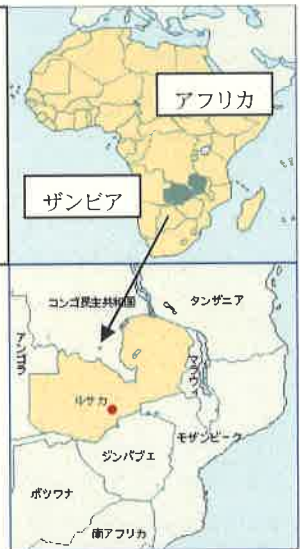 アフリカ
ザンビア
コンゴ民主共和国
タンザニア
アンゴラ
マラウィ
ルサカ
モザンビーク
ジンバブエ
ボツワナ
南アフリカ